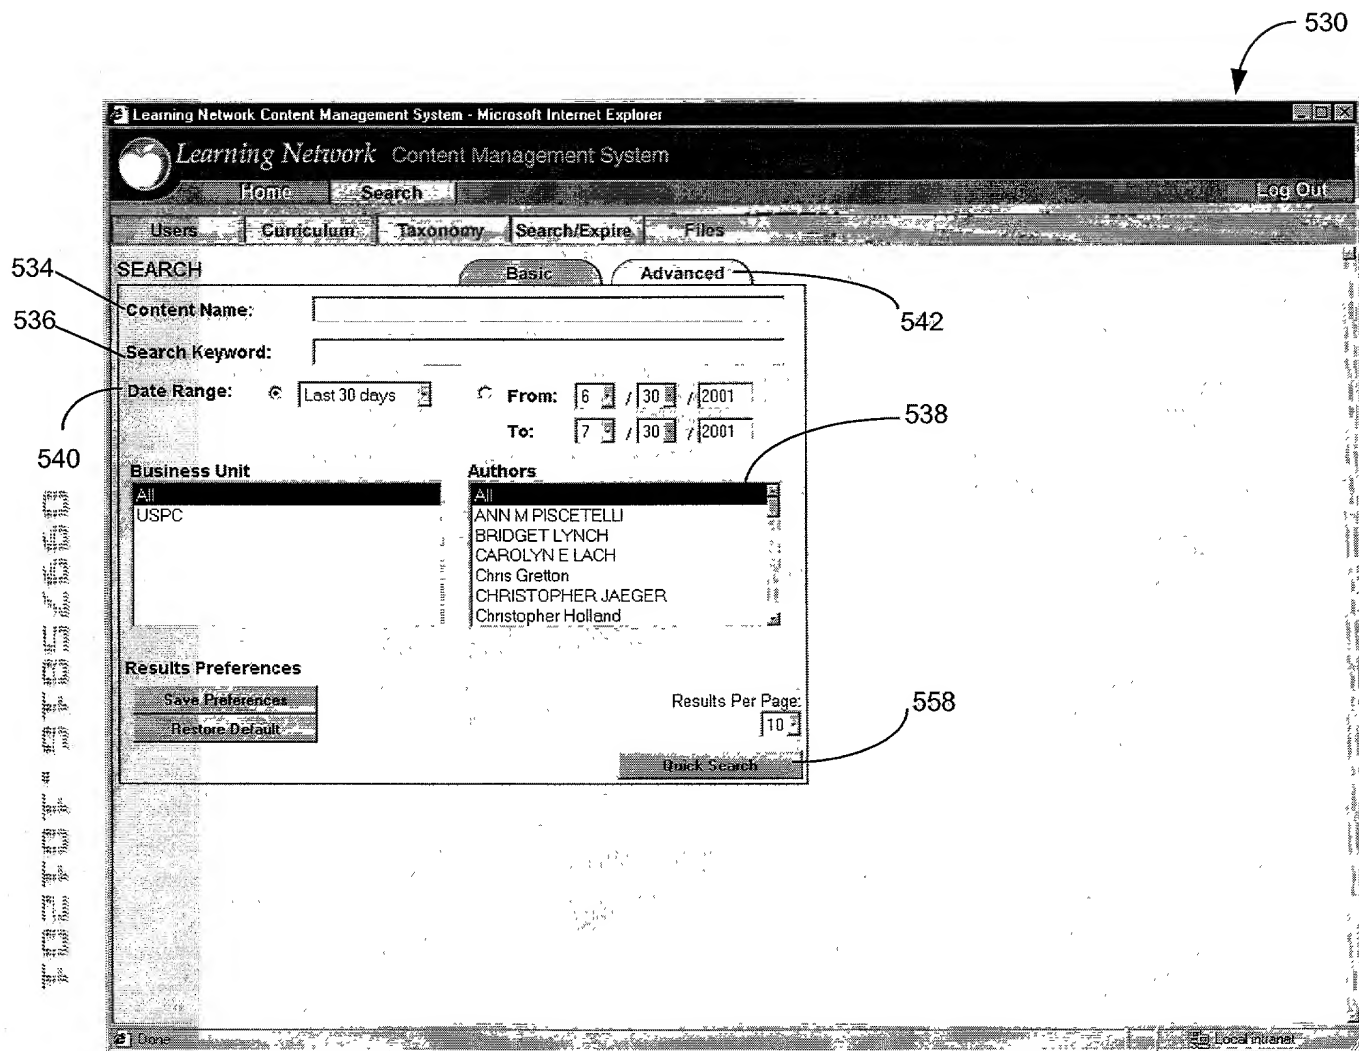 530
Learning Network Content Management System - Microsoft Internet Explorer
Learning Network Content Management System
Home Search Log Out
Users Curriculum Taxonomy Search/Expire Files
534 SEARCH Basic Advanced
Content Name: 542
536
Search Keyword:
Date Range: Last 30 days From: 6 / 30 / 2001
538
To: 7 / 30 / 2001
540
Business Unit Authors
All All
USPC ANN M PISCETELLI
BRIDGET LYNCH
CAROLYN E LACH
Chris Gretton
CHRISTOPHER JAEGER
Christopher Holland
Results Preferences
Save Preferences Results Per Page: 558
Restore Default 10
Quick Search
Done Local intranet